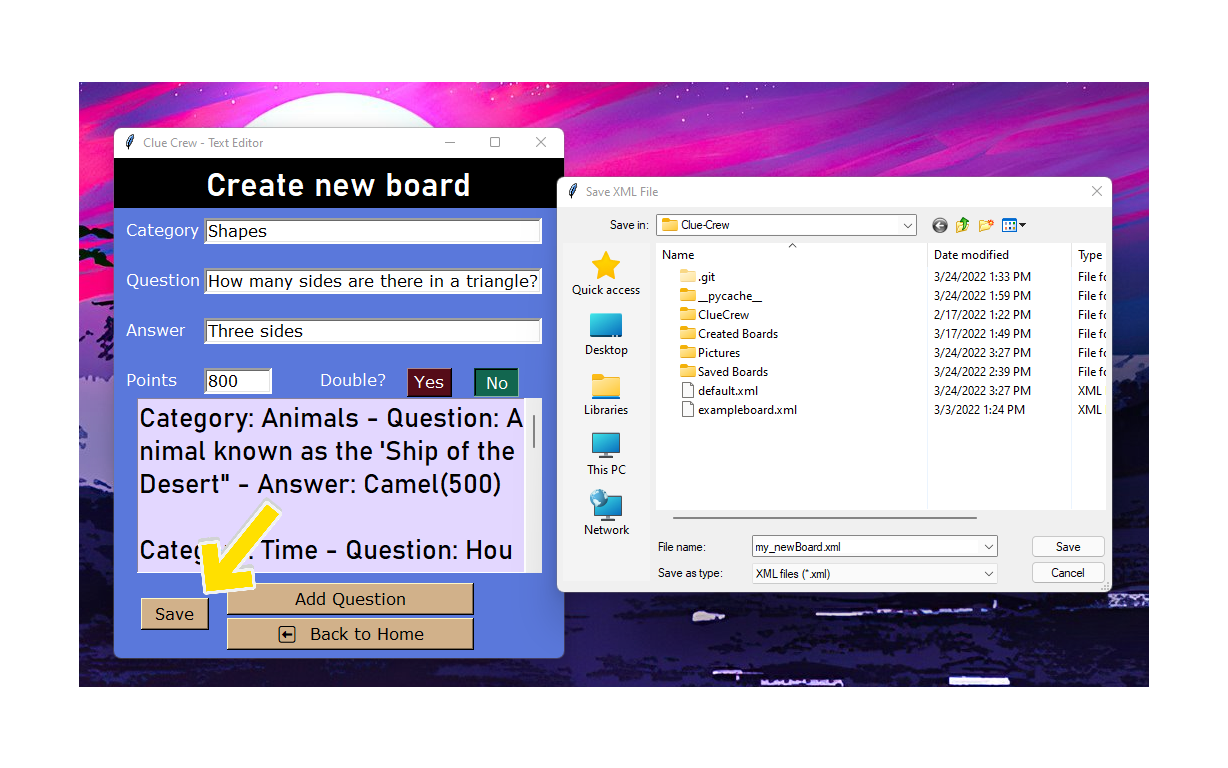 Clue Crew - Text Editor
Create new board
Category Shapes
Question How many sides are there in a triangle?
Answer Three sides
Points 800 Double? Yes No
Category: Animals - Question: A
nimal known as the 'Ship of the
Desert" - Answer: Camel(500)
Time - Question: Hou
Save
Add Question
Back to Home
Save XML File
Save in: Clue-Crew
Quick access
Desktop
Libraries
This PC
Network
Name Date modified Type
.git 3/24/2022 1:33 PM File fo
__pycache__ 3/24/2022 1:59 PM File fo
ClueCrew 2/17/2022 1:22 PM File fo
Created Boards 3/17/2022 1:49 PM File fo
Pictures 3/24/2022 3:27 PM File fo
Saved Boards 3/24/2022 2:39 PM File fo
default.xml 3/24/2022 3:27 PM XML
exampleboard.xml 3/3/2022 1:24 PM XML
File name: my_newBoard.xml Save
Save as type: XML files (*.xml) Cancel